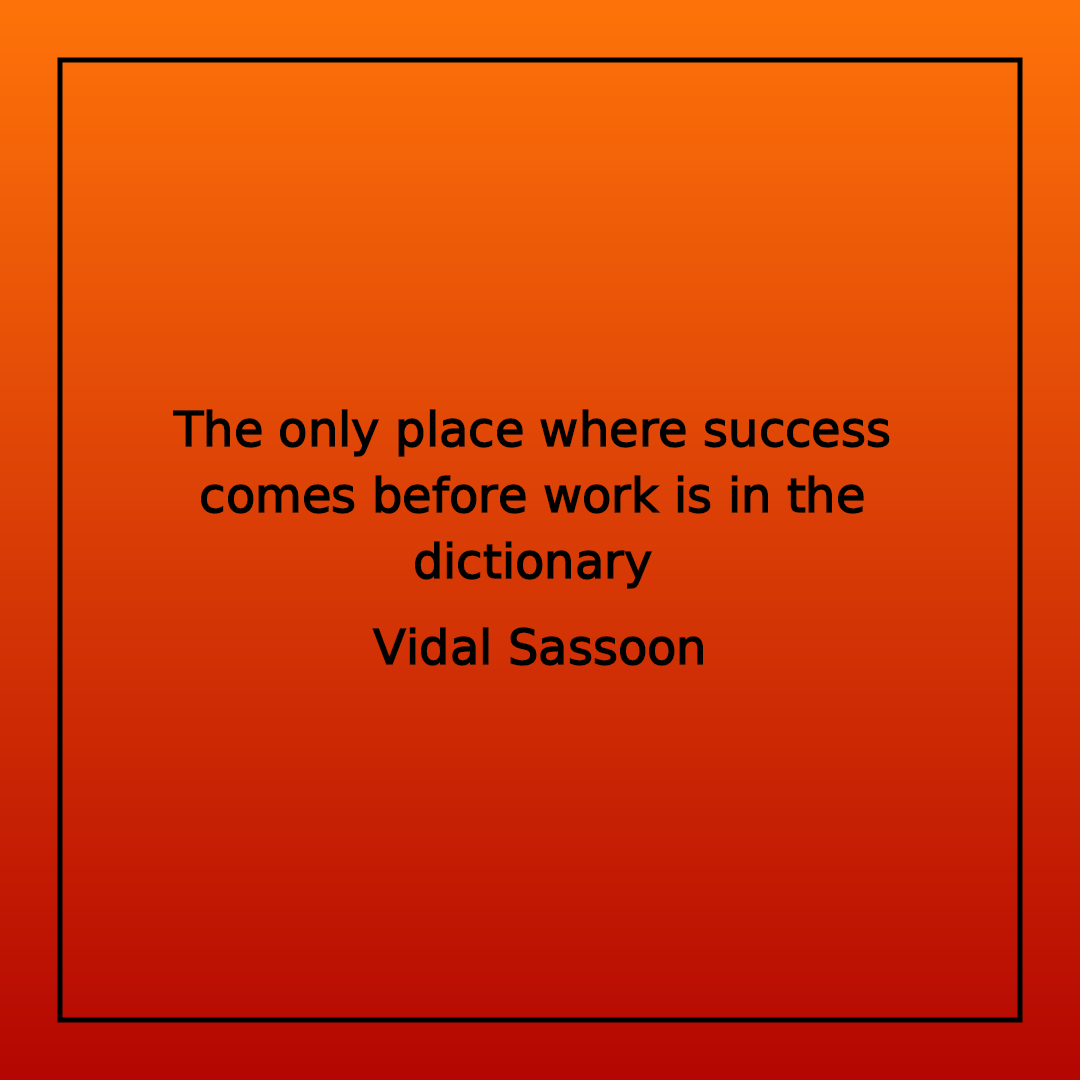 The only place where success
comes before work is in the
dictionary
Vidal Sassoon